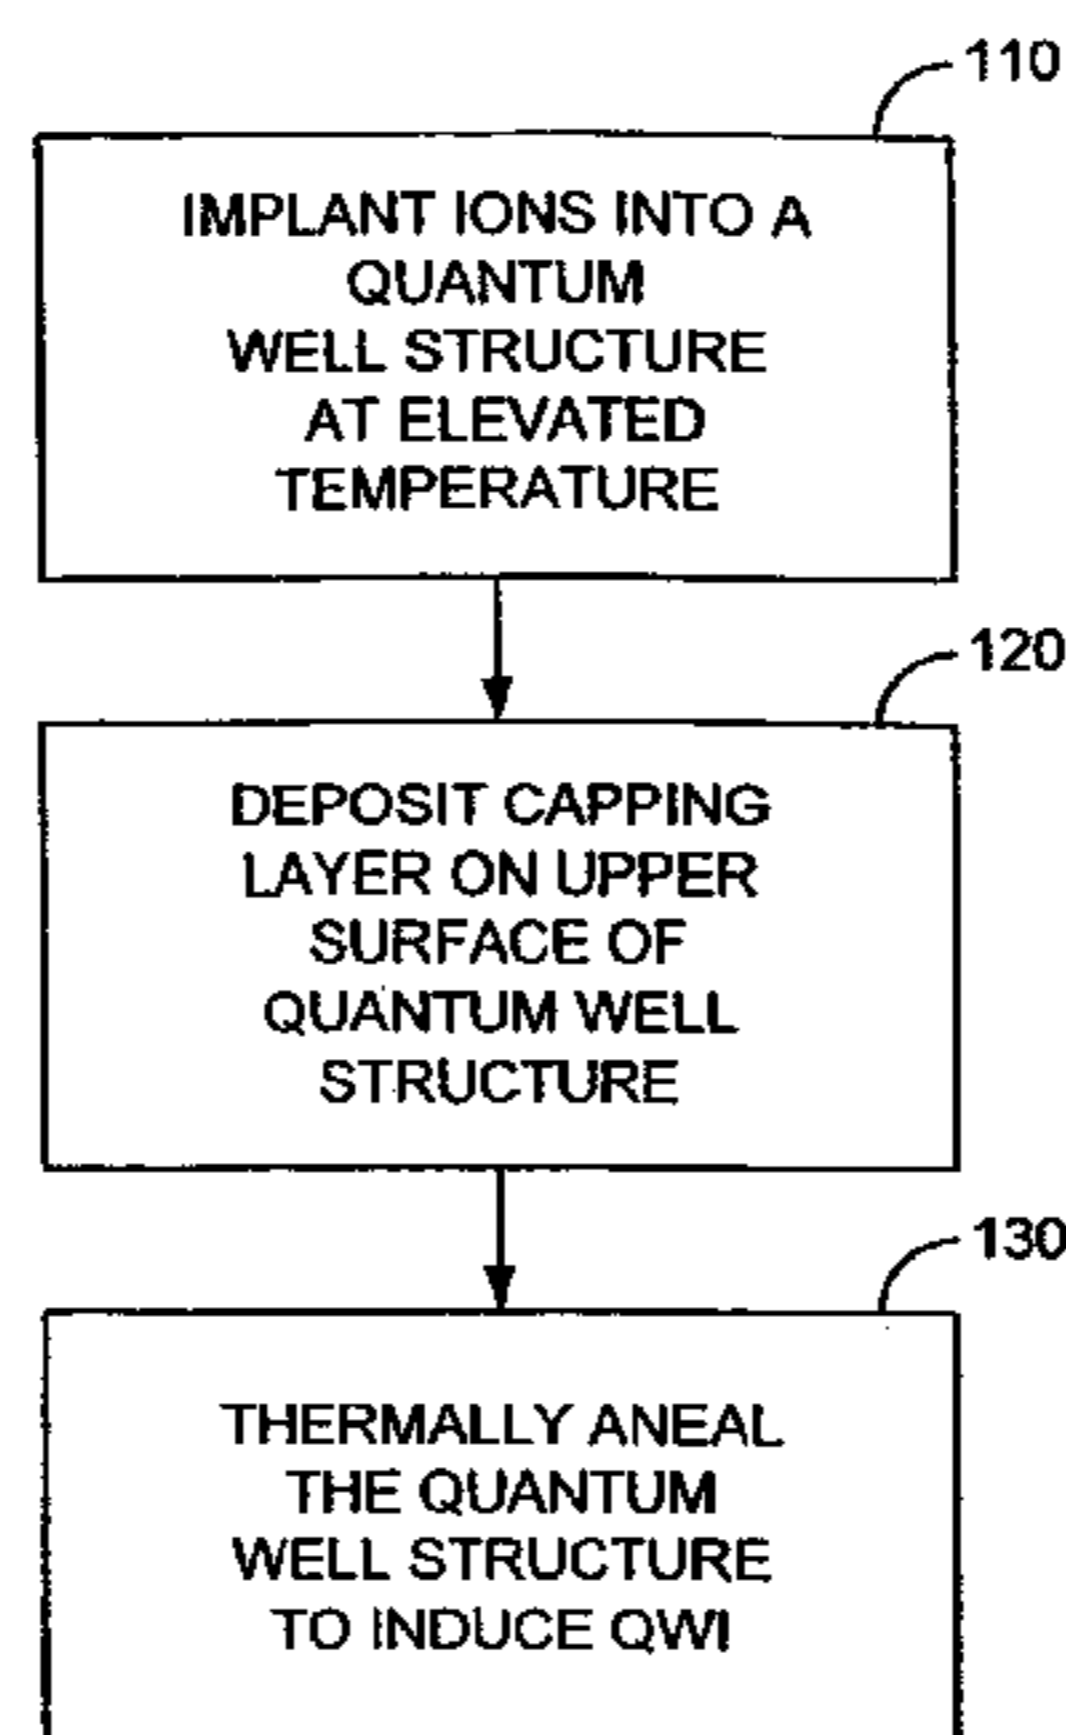 110
IMPLANT IONS INTO A
QUANTUM
WELL STRUCTURE
AT ELEVATED
TEMPERATURE
120
DEPOSIT CAPPING
LAYER ON UPPER
SURFACE OF
QUANTUM WELL
STRUCTURE
130
THERMALLY ANEAL
THE QUANTUM
WELL STRUCTURE
TO INDUCE QWI